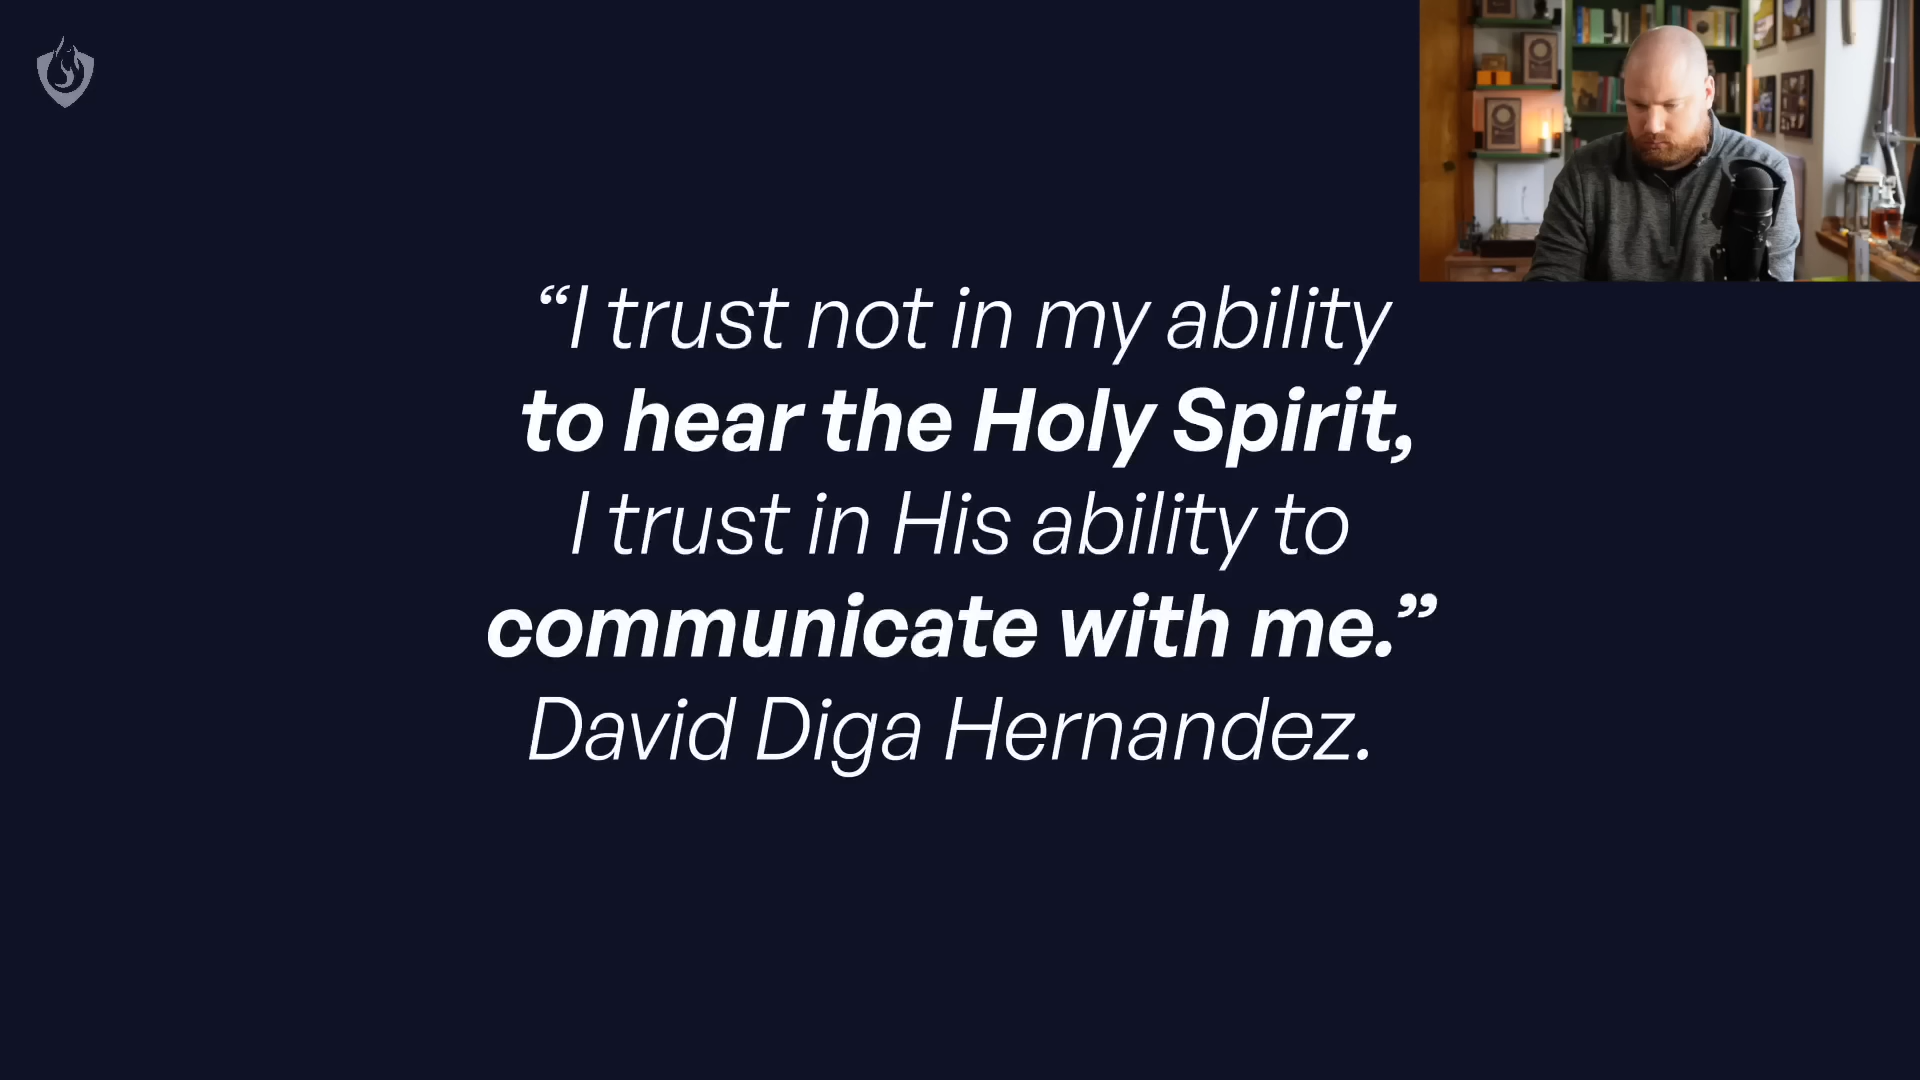 “I trust not in my ability
to hear the Holy Spirit,
I trust in His ability to
communicate with me.”
David Diga Hernandez.